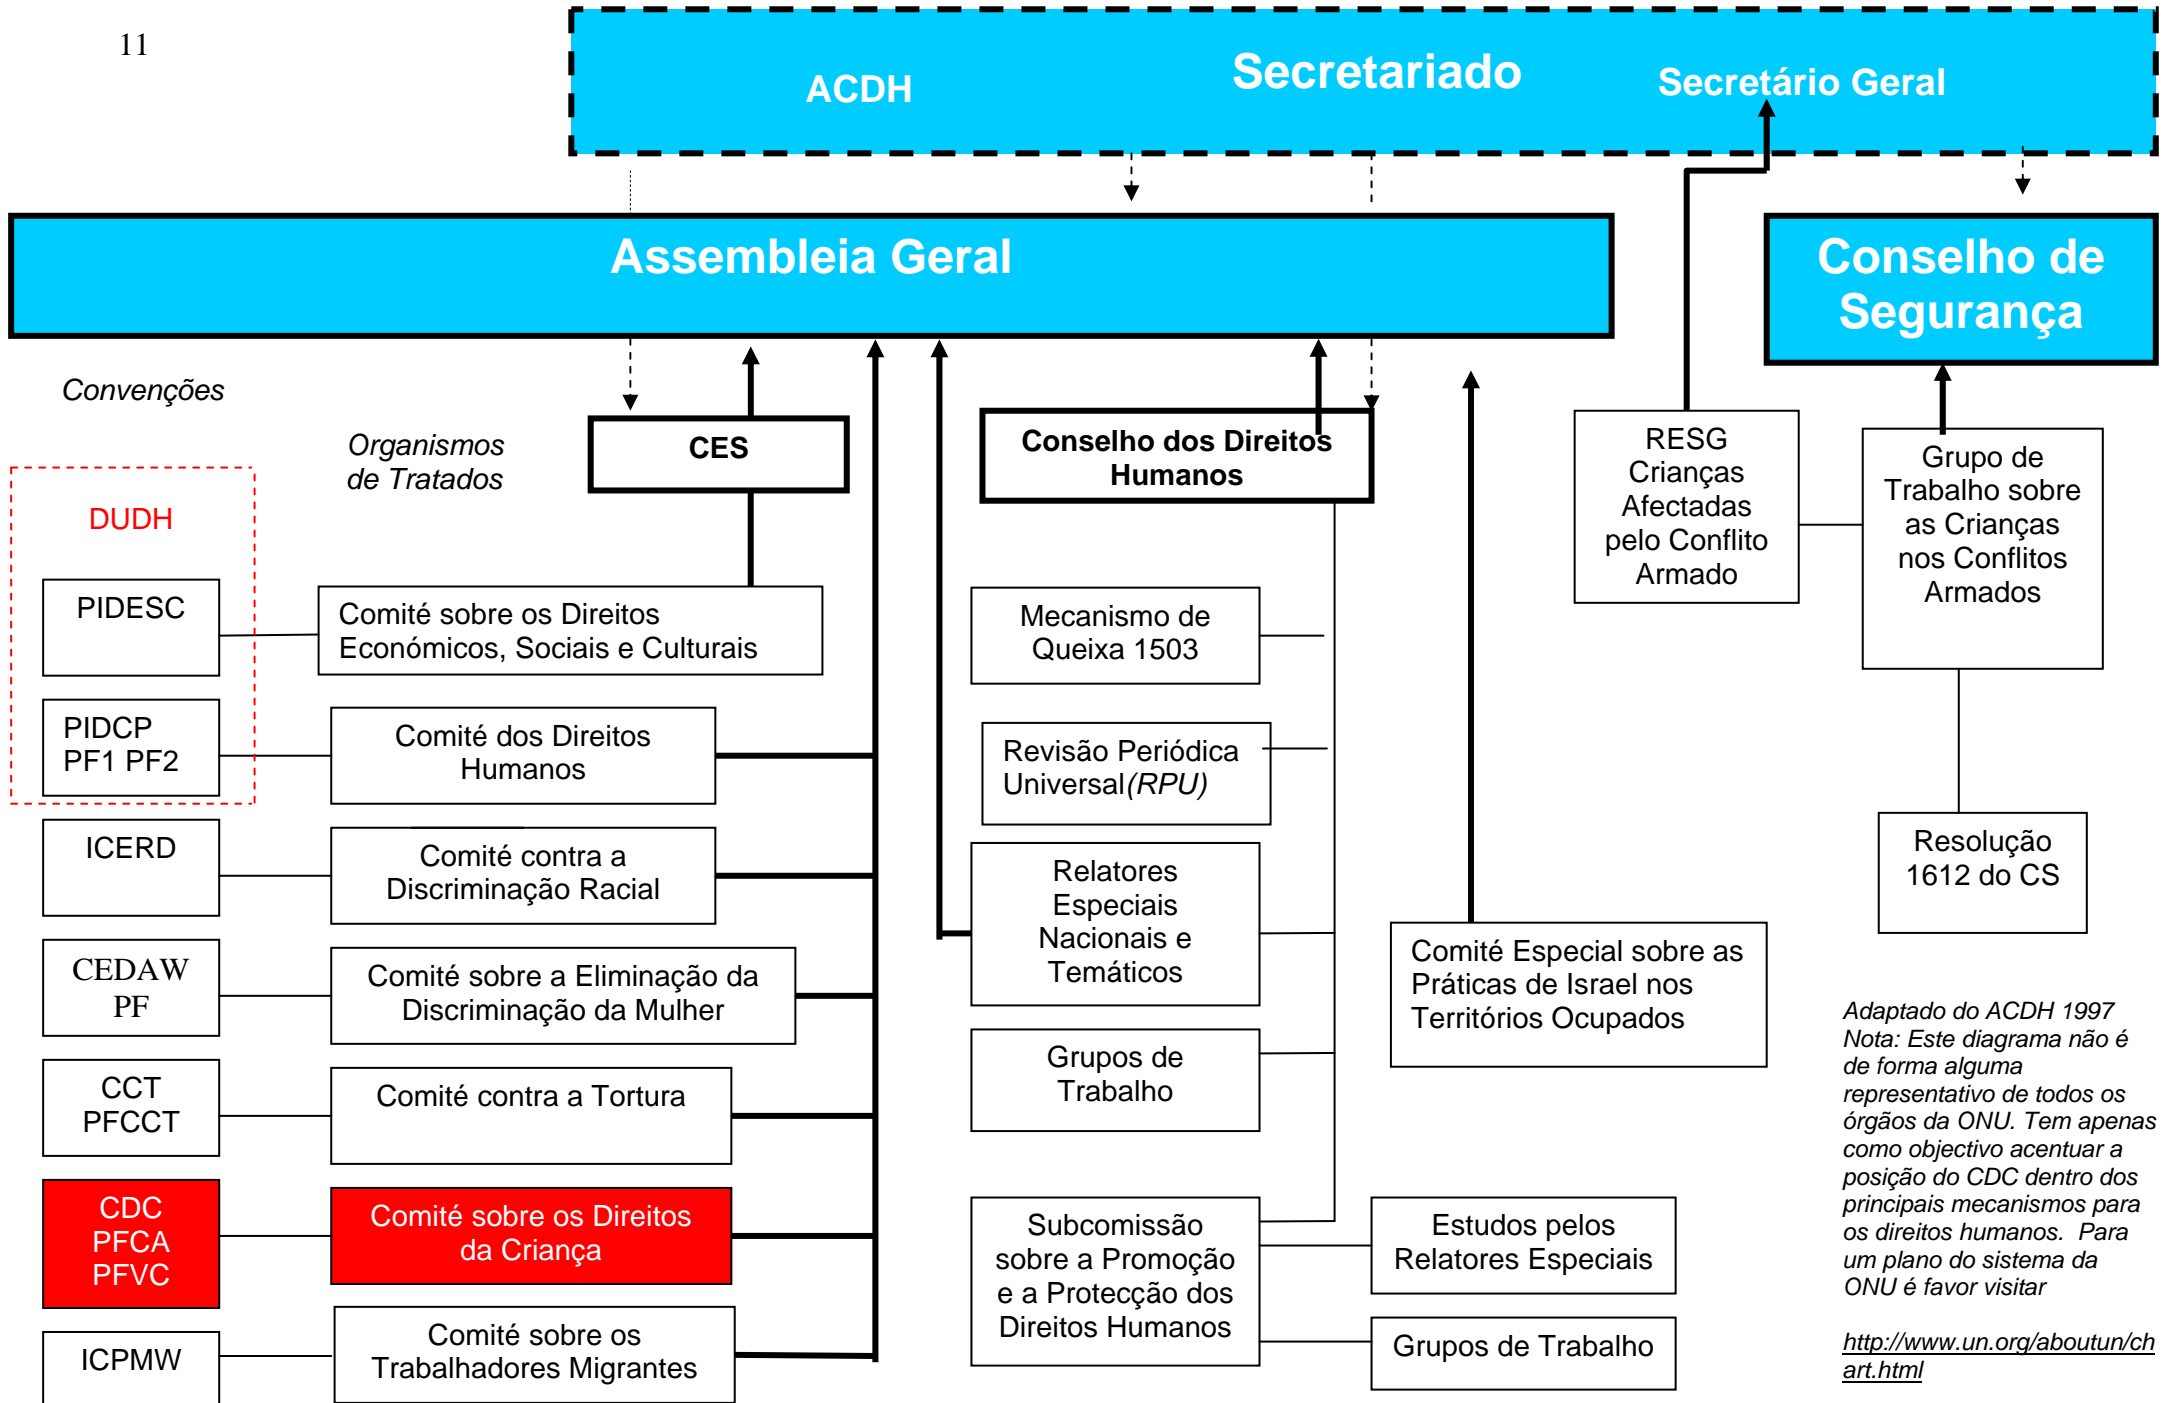 11
ACDH
Secretariado
Secretário Geral
Assembleia Geral
Conselho de
Segurança
Convenções
Organismos
de Tratados
CES
Conselho dos Direitos
Humanos
RESG
Crianças
Afectadas
pelo Conflito
Armado
Grupo de
Trabalho sobre
as Crianças
nos Conflitos
Armados
DUDH
PIDESC
Comité sobre os Direitos
Económicos, Sociais e Culturais
Mecanismo de
Queixa 1503
PIDCP
PF1 PF2
Comité dos Direitos
Humanos
Revisão Periódica
Universal(RPU)
ICERD
Comité contra a
Discriminação Racial
Relatores
Especiais
Nacionais e
Temáticos
Resolução
1612 do CS
CEDAW
PF
Comité sobre a Eliminação da
Discriminação da Mulher
Comité Especial sobre as
Práticas de Israel nos
Territórios Ocupados
CCT
PFCCT
Comité contra a Tortura
Grupos de
Trabalho
CDC
PFCA
PFVC
Comité sobre os Direitos
da Criança
Subcomissão
sobre a Promoção
e a Protecção dos
Direitos Humanos
Estudos pelos
Relatores Especiais
Grupos de Trabalho
ICPMW
Comité sobre os
Trabalhadores Migrantes
Adaptado do ACDH 1997
Nota: Este diagrama não é
de forma alguma
representativo de todos os
órgãos da ONU. Tem apenas
como objectivo acentuar a
posição do CDC dentro dos
principais mecanismos para
os direitos humanos.  Para
um plano do sistema da
ONU é favor visitar
http://www.un.org/aboutun/ch
art.html